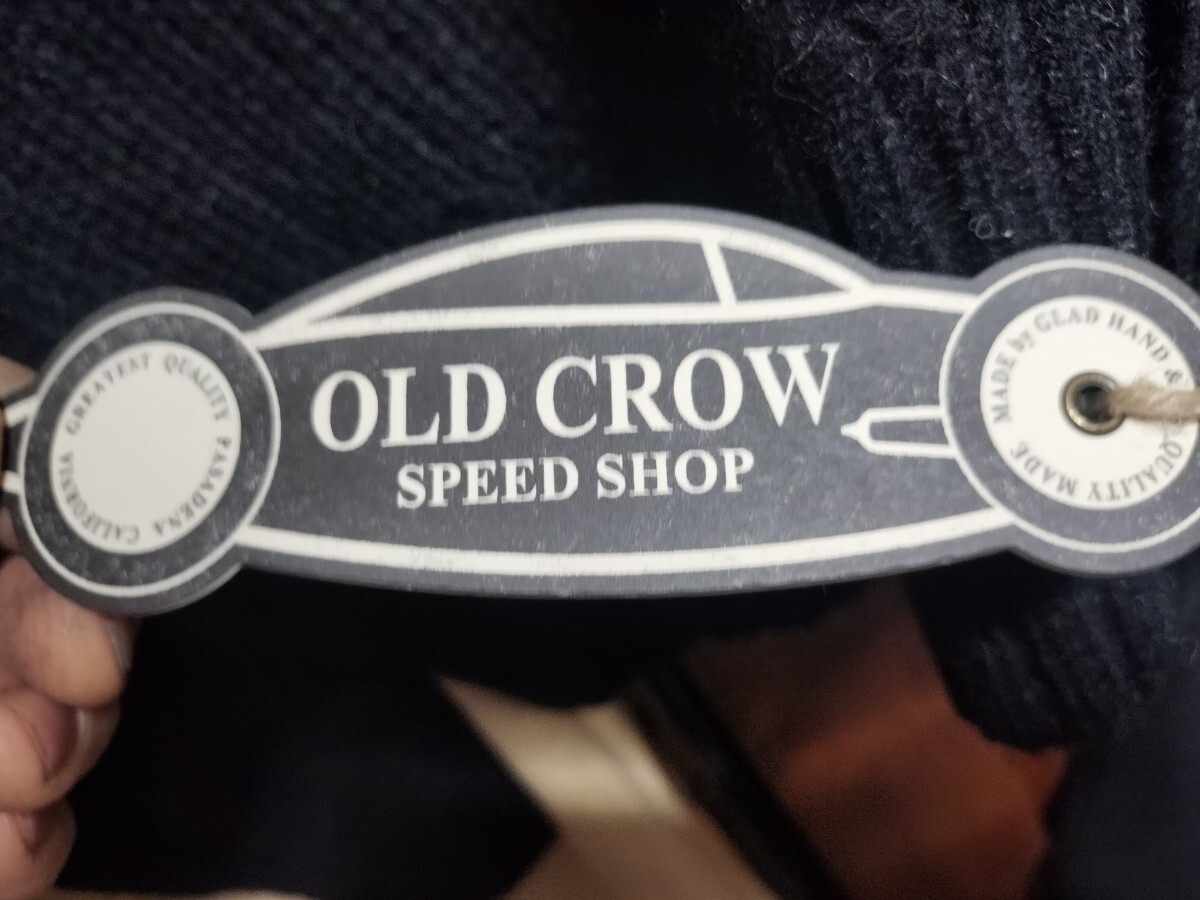 OLD CROW
SPEED SHOP
GREATEST QUALITY PASADENA CALIFORNIA
MADE by GLAD HAND &
QUALITY MADE